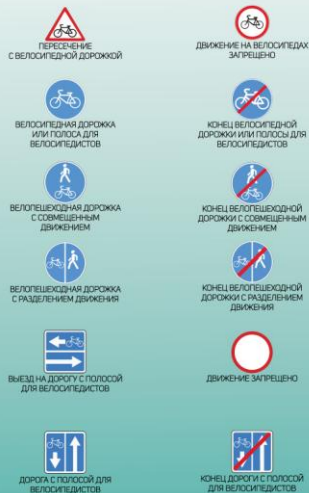 ПЕРЕСЕЧЕНИЕ
С ВЕЛОСИПЕДНОЙ ДОРОЖКОЙ
ДВИЖЕНИЕ НА ВЕЛОСИПЕДАХ
ЗАПРЕЩЕНО
ВЕЛОСИПЕДНАЯ ДОРОЖКА
ИЛИ ПОЛОСА ДЛЯ
ВЕЛОСИПЕДИСТОВ
КОНЕЦ ВЕЛОСИПЕДНОЙ
ДОРОЖКИ ИЛИ ПОЛОСЫ ДЛЯ
ВЕЛОСИПЕДИСТОВ
ВЕЛОПЕШЕХОДНАЯ ДОРОЖКА
С СОВМЕЩЕННЫМ
ДВИЖЕНИЕМ
КОНЕЦ ВЕЛОПЕШЕХОДНОЙ
ДОРОЖКИ С СОВМЕЩЕННЫМ
ДВИЖЕНИЕМ
ВЕЛОПЕШЕХОДНАЯ ДОРОЖКА
С РАЗДЕЛЕНИЕМ ДВИЖЕНИЯ
КОНЕЦ ВЕЛОПЕШЕХОДНОЙ
ДОРОЖКИ С РАЗДЕЛЕНИЕМ
ДВИЖЕНИЯ
ВЫЕЗД НА ДОРОГУ С ПОЛОСОЙ
ДЛЯ ВЕЛОСИПЕДИСТОВ
ДВИЖЕНИЕ ЗАПРЕЩЕНО
ДОРОГА С ПОЛОСОЙ ДЛЯ
ВЕЛОСИПЕДИСТОВ
КОНЕЦ ДОРОГИ С ПОЛОСОЙ
ДЛЯ ВЕЛОСИПЕДИСТОВ